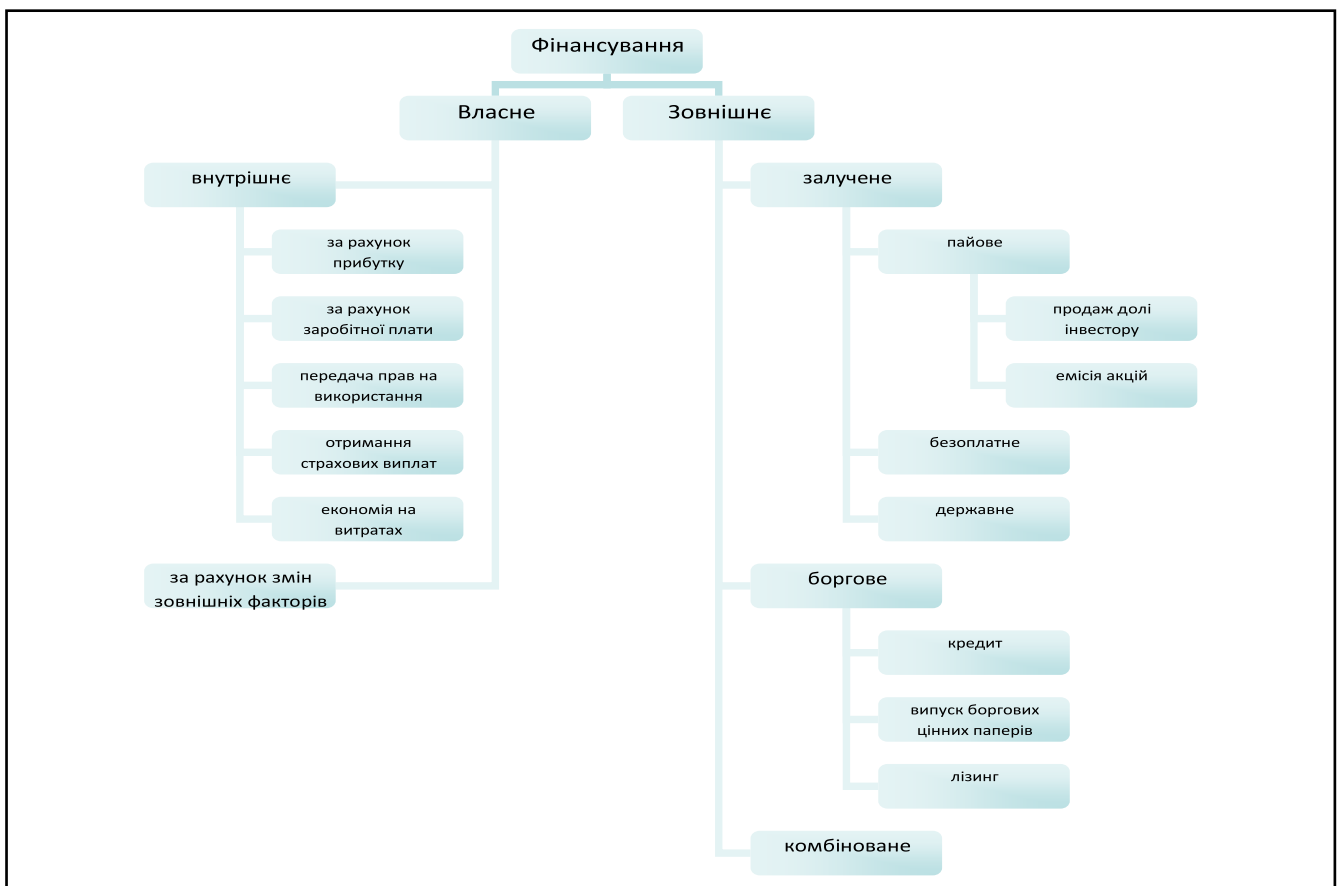 Фінансування
Власне
внутрішнє
за рахунок
прибутку
за рахунок
заробітної плати
передача прав на
використання
отримання
страхових виплат
економія на
витратах
за рахунок змін
зовнішніх факторів
Зовнішнє
залучене
пайове
продаж долі
інвестору
емісія акцій
безоплатне
державне
боргове
кредит
випуск боргових
цінних паперів
лізинг
комбіноване